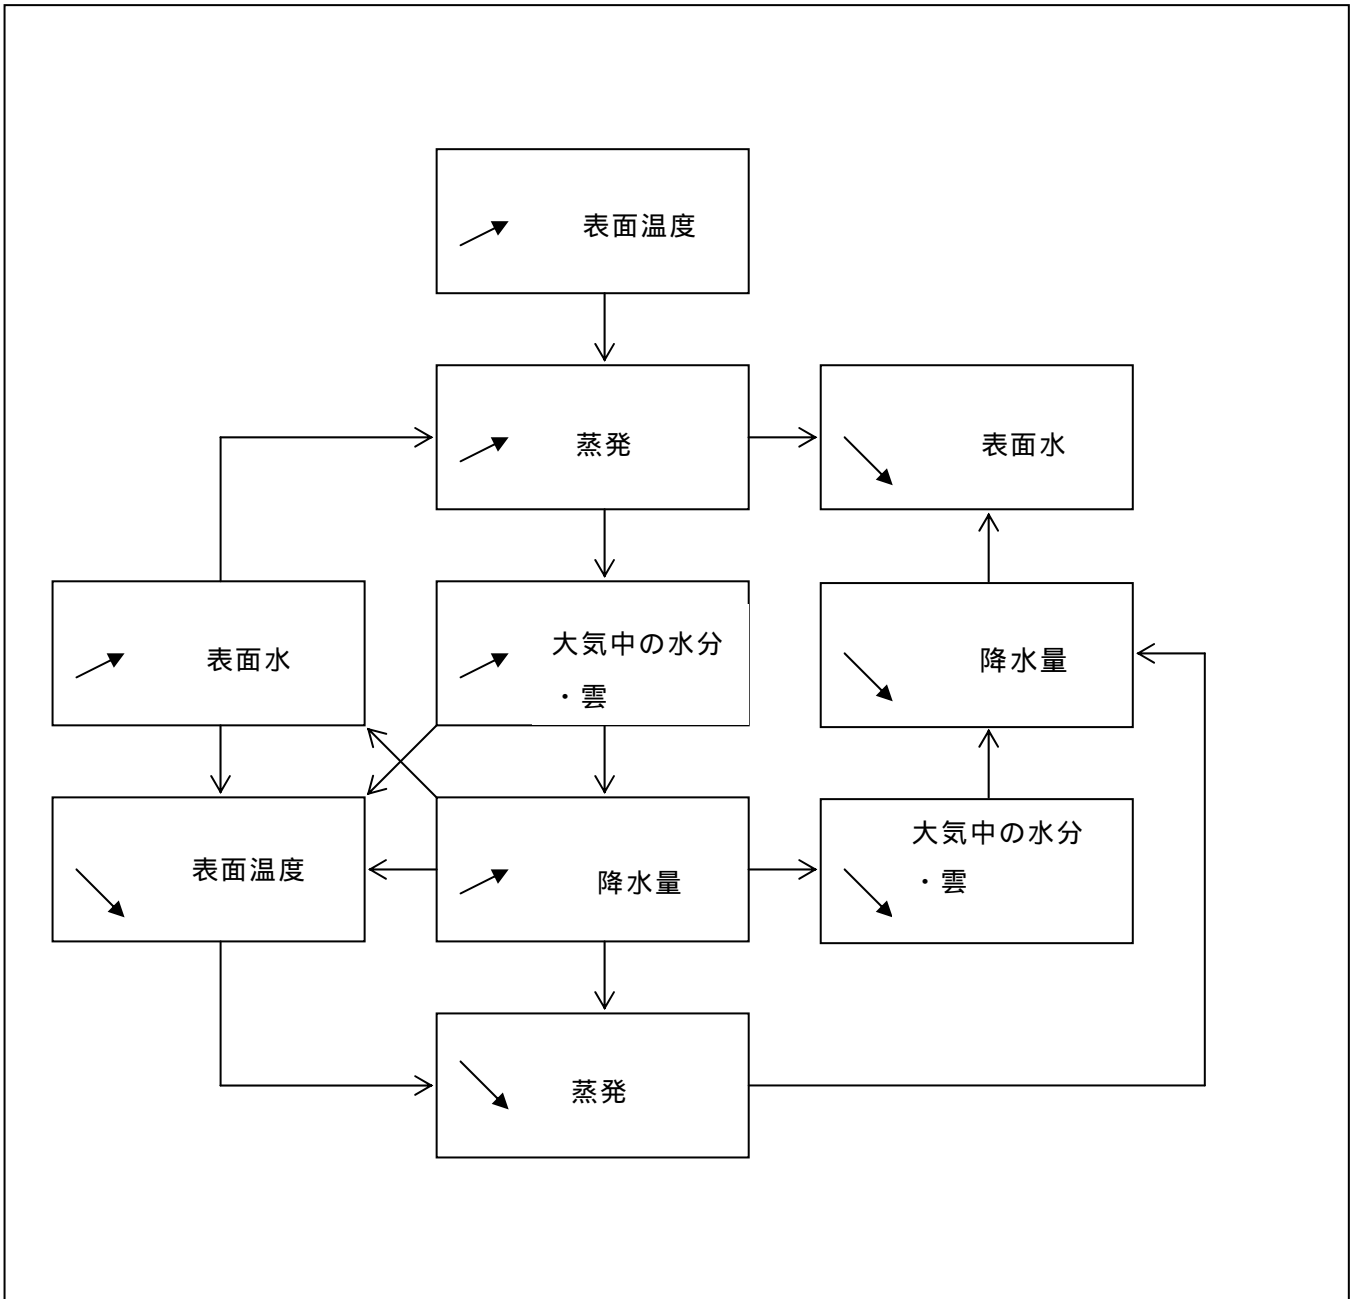 表面温度
蒸発
表面水
表面水
大気中の水分
・雲
降水量
表面温度
降水量
大気中の水分
・雲
蒸発